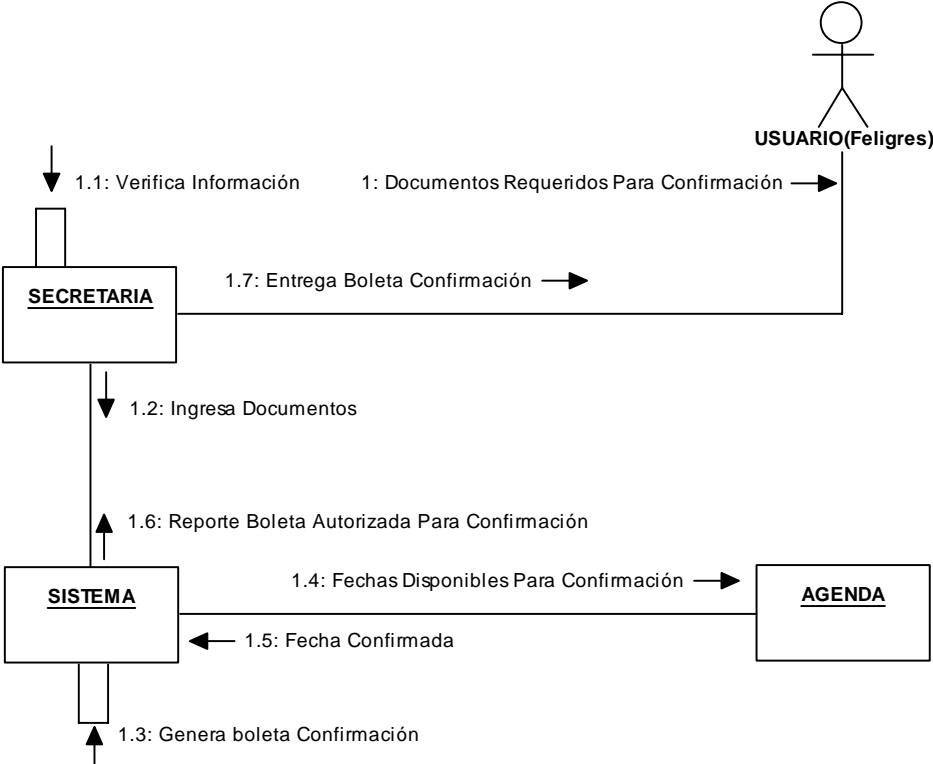 USUARIO(Feligres)
1.1: Verifica Información
1: Documentos Requeridos Para Confirmación
1.7: Entrega Boleta Confirmación
SECRETARIA
1.2: Ingresa Documentos
1.6: Reporte Boleta Autorizada Para Confirmación
1.4: Fechas Disponibles Para Confirmación
SISTEMA
AGENDA
1.5: Fecha Confirmada
1.3: Genera boleta Confirmación